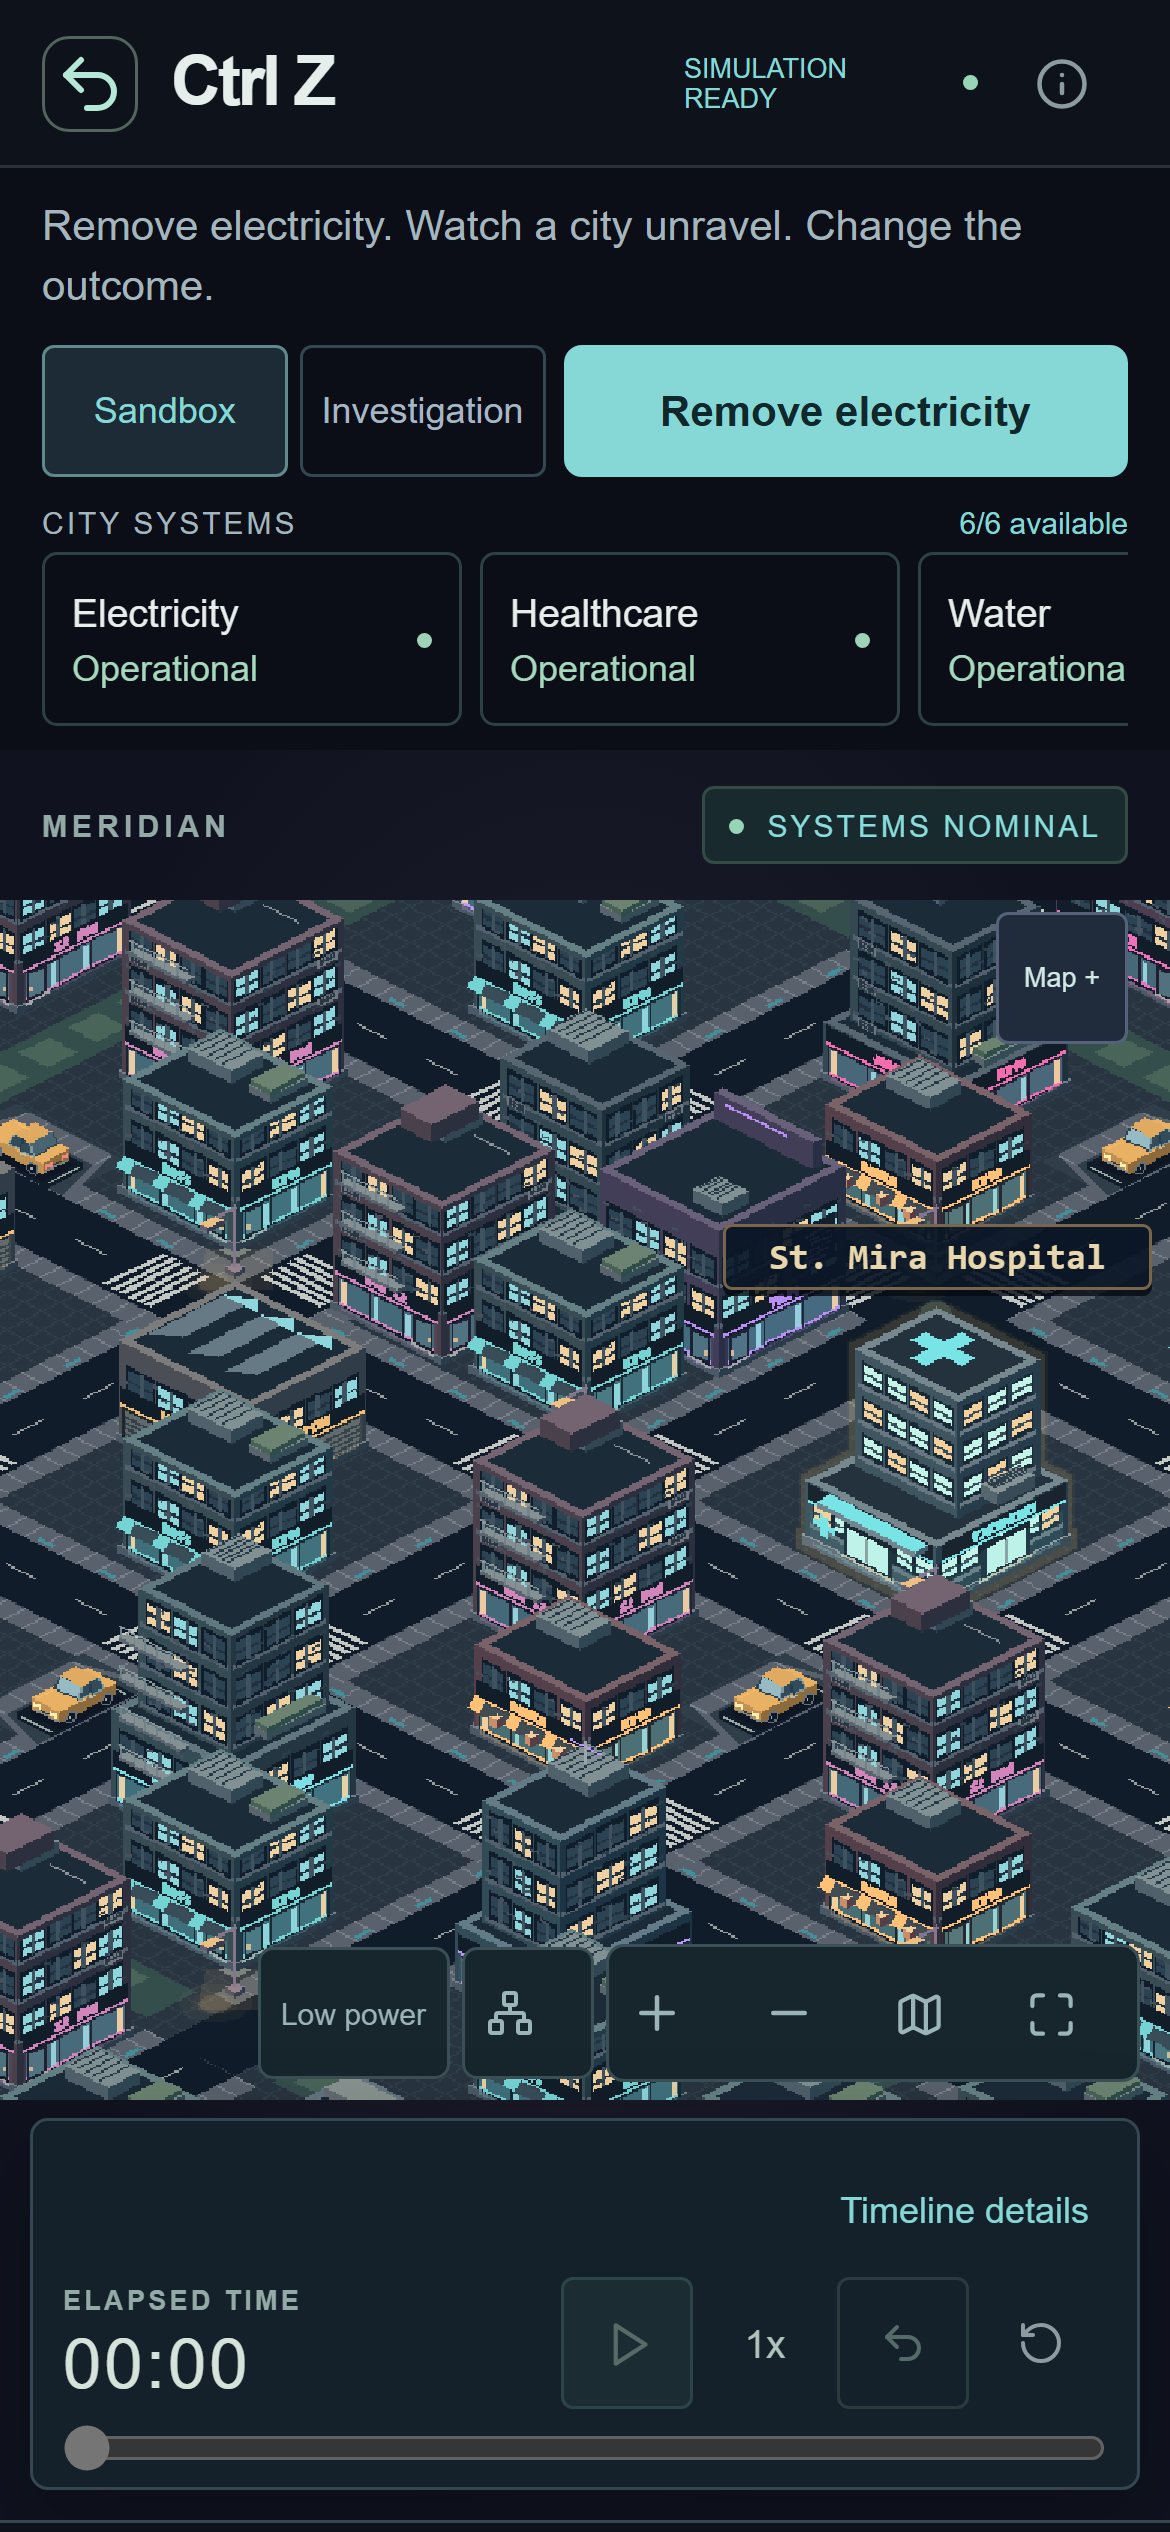 Ctrl Z
SIMULATION
READY
Remove electricity. Watch a city unravel. Change the
outcome.
Sandbox
Investigation
Remove electricity
CITY SYSTEMS
6/6 available
Electricity
Operational
Healthcare
Operational
Water
Operationa
MERIDIAN
SYSTEMS NOMINAL
Map +
St. Mira Hospital
Low power
Timeline details
ELAPSED TIME
00:00
1x